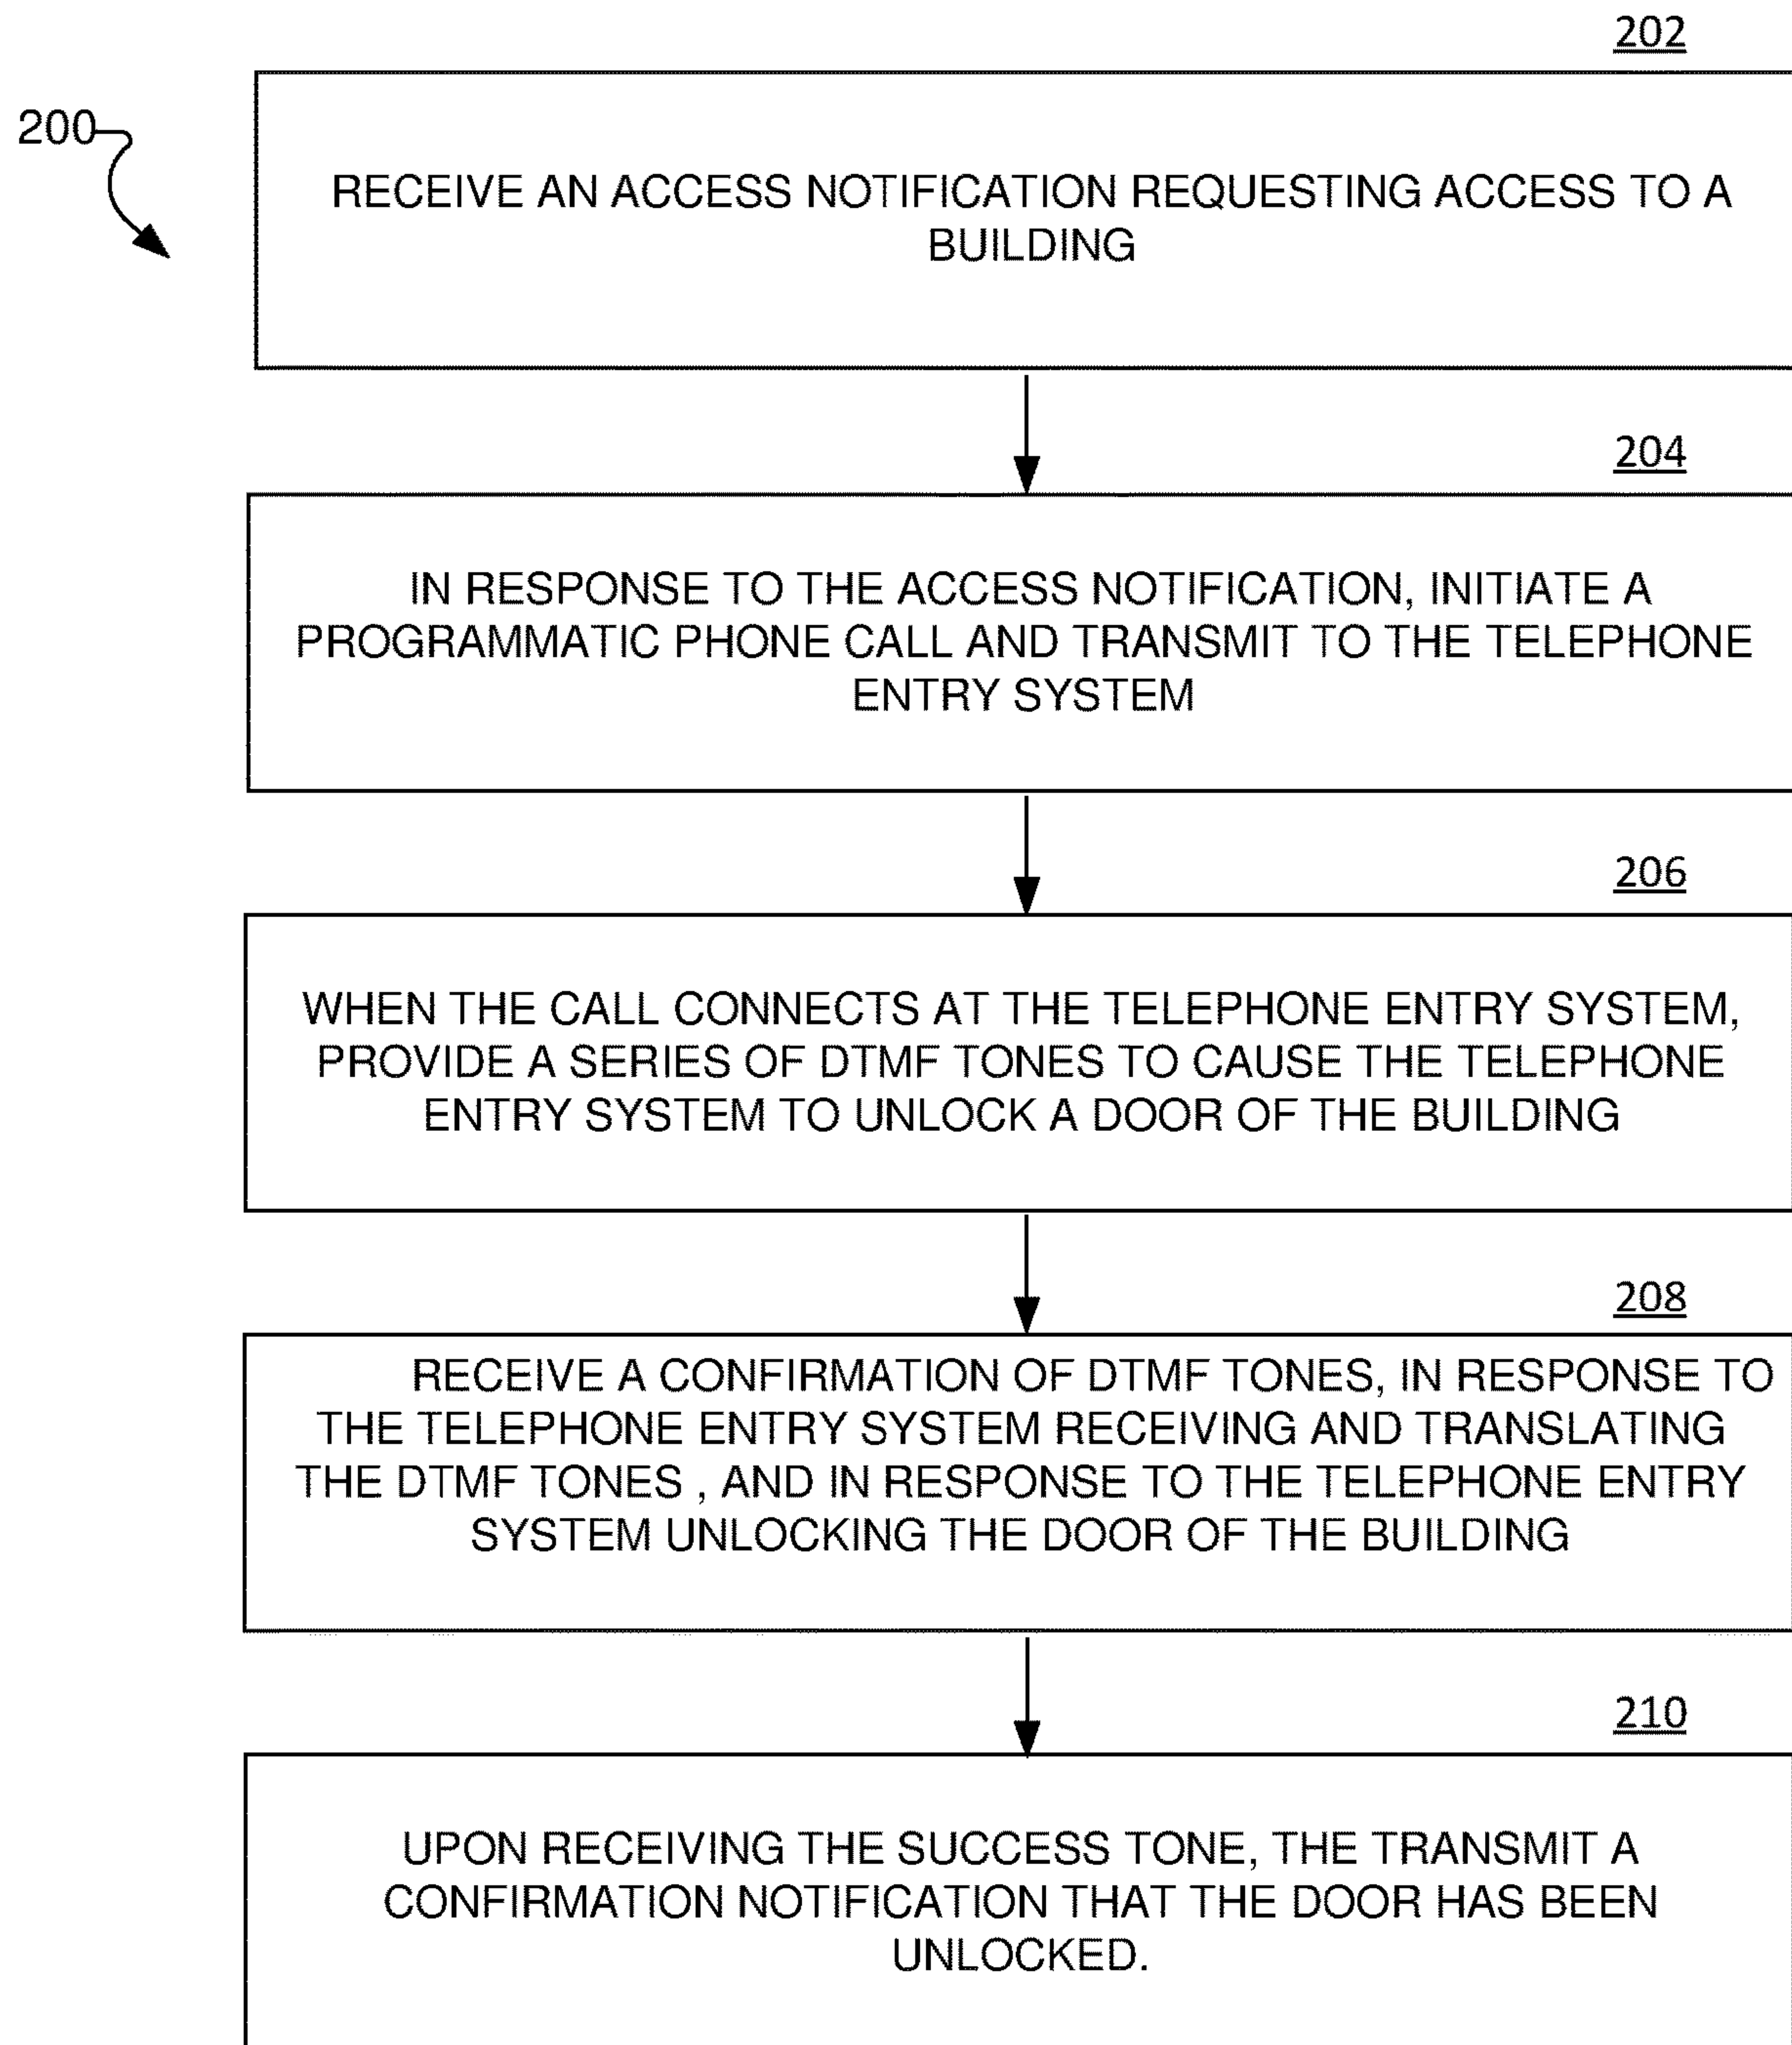 202
200
RECEIVE AN ACCESS NOTIFICATION REQUESTING ACCESS TO A
BUILDING
204
IN RESPONSE TO THE ACCESS NOTIFICATION, INITIATE A
PROGRAMMATIC PHONE CALL AND TRANSMIT TO THE TELEPHONE
ENTRY SYSTEM
206
WHEN THE CALL CONNECTS AT THE TELEPHONE ENTRY SYSTEM,
PROVIDE A SERIES OF DTMF TONES TO CAUSE THE TELEPHONE
ENTRY SYSTEM TO UNLOCK A DOOR OF THE BUILDING
208
RECEIVE A CONFIRMATION OF DTMF TONES, IN RESPONSE TO
THE TELEPHONE ENTRY SYSTEM RECEIVING AND TRANSLATING
THE DTMF TONES , AND IN RESPONSE TO THE TELEPHONE ENTRY
SYSTEM UNLOCKING THE DOOR OF THE BUILDING
210
UPON RECEIVING THE SUCCESS TONE, THE TRANSMIT A
CONFIRMATION NOTIFICATION THAT THE DOOR HAS BEEN
UNLOCKED.